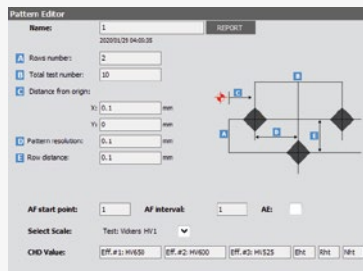 Pattern Editor
Name: 1 REPORT
2020/01/29 04:00:35
A Rows number: 2
B Total test number: 10
C Distance from origin:
X: 0.1 mm
Y: 0 mm
D Pattern resolution: 0.1 mm
E Row distance: 0.1 mm
B
C
A
D
E
AF start point: 1 AF interval: 1 AE:
Select Scale: Test: Vickers HV1
CHD Value: Eff.#1: HV650 Eff.#2: HV600 Eff.#3: HV525 Eht Rht Nht